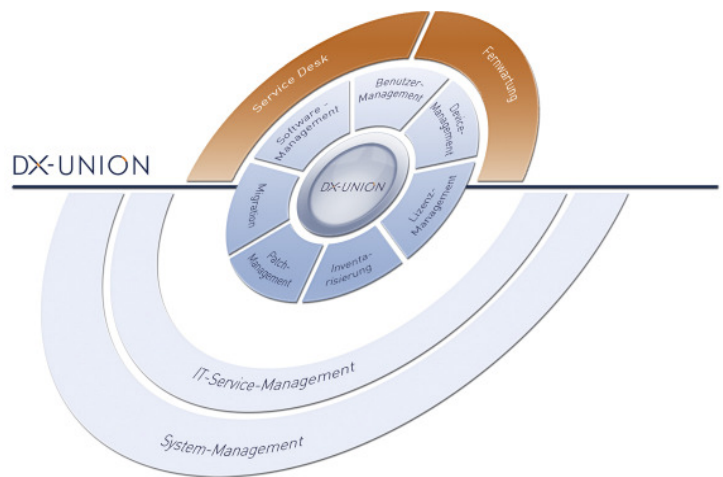 Service Desk
Fernwartung
Benutzer-
Management
Device-
Management
Software -
Management
DX-UNION
DX-UNION
Migration
Lizenz-
Management
Patch-
Management
Inventa-
risierung
IT-Service-Management
System-Management